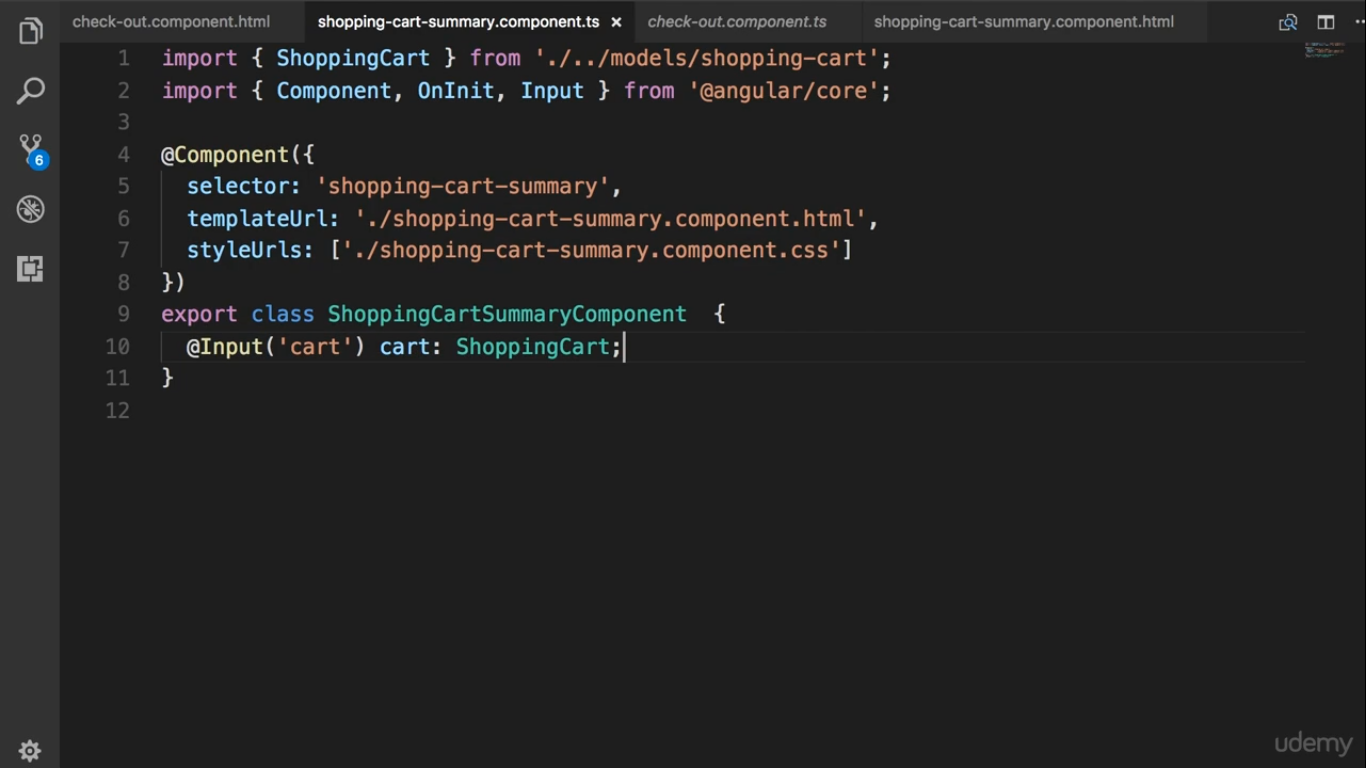 check-out.component.html shopping-cart-summary.component.ts × check-out.component.ts shopping-cart-summary.component.html
1 import { ShoppingCart } from './../models/shopping-cart';
2 import { Component, OnInit, Input } from '@angular/core';
3
4 @Component({
5 selector: 'shopping-cart-summary',
6 templateUrl: './shopping-cart-summary.component.html',
7 styleUrls: ['./shopping-cart-summary.component.css']
8 })
9 export class ShoppingCartSummaryComponent  {
10 @Input('cart') cart: ShoppingCart;
11 }
12
6
udemy